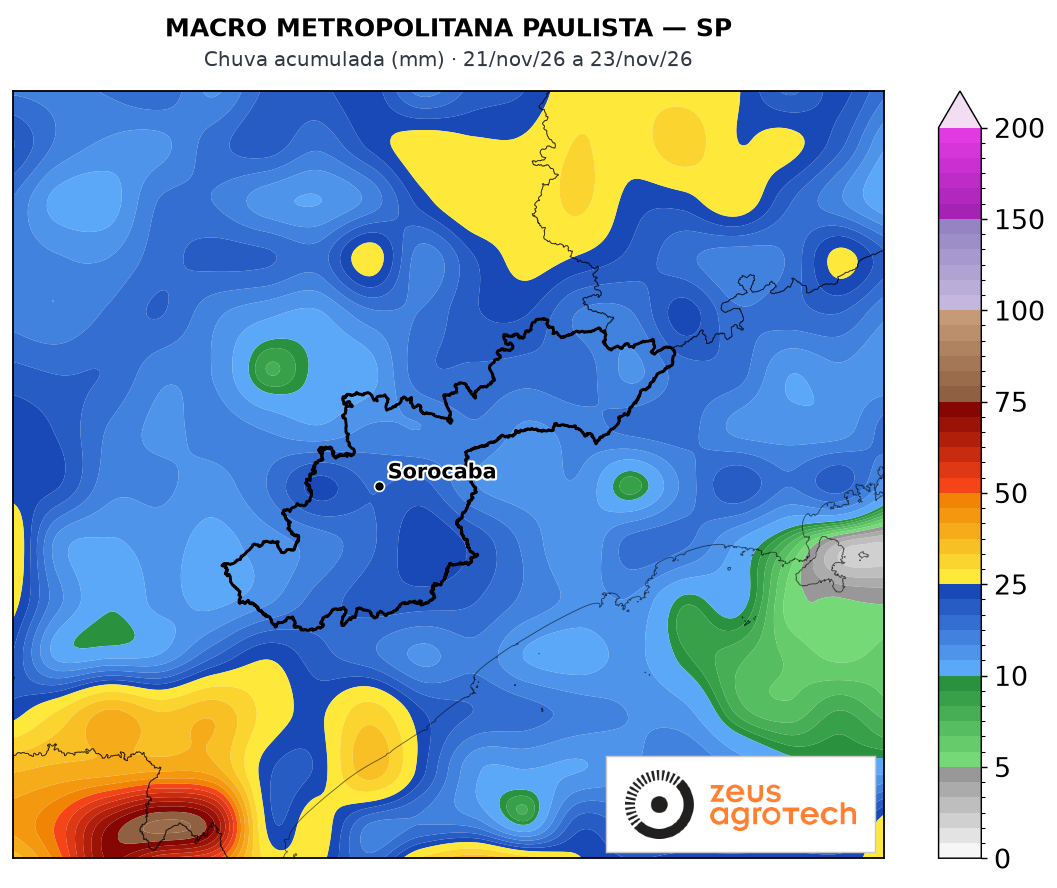 MACRO METROPOLITANA PAULISTA — SP
Chuva acumulada (mm) · 21/nov/26 a 23/nov/26
200
150
100
75
50
25
10
5
0
Sorocaba
zeus
agrotech